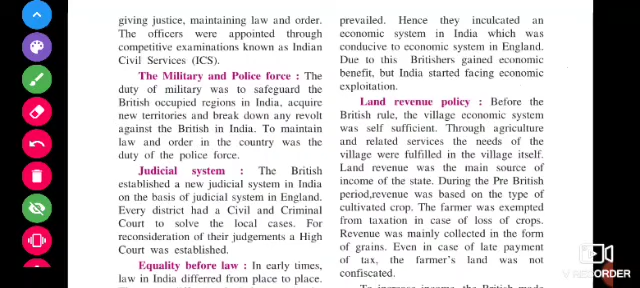 giving justice, maintaining law and order.
The officers were appointed through
competitive examinations known as Indian
Civil Services (ICS).
The Military and Police force : The
duty of military was to safeguard the
British occupied regions in India, acquire
new territories and break down any revolt
against the British in India. To maintain
law and order in the country was the
duty of the police force.
Judicial system : The British
established a new judicial system in India
on the basis of judicial system in England.
Every district had a Civil and Criminal
Court to solve the local cases. For
reconsideration of their judgements a High
Court was established.
Equality before law : In early times,
law in India differed from place to place.
prevailed. Hence they inculcated an
economic system in India which was
conducive to economic system in England.
Due to this Britishers gained economic
benefit, but India started facing economic
exploitation.
Land revenue policy : Before the
British rule, the village economic system
was self sufficient. Through agriculture
and related services the needs of the
village were fulfilled in the village itself.
Land revenue was the main source of
income of the state. During the Pre British
period,revenue was based on the type of
cultivated crop. The farmer was exempted
from taxation in case of loss of crops.
Revenue was mainly collected in the form
of grains. Even in case of late payment
of tax, the farmer's land was not
confiscated.
To increase income, the British made
V RECORDER